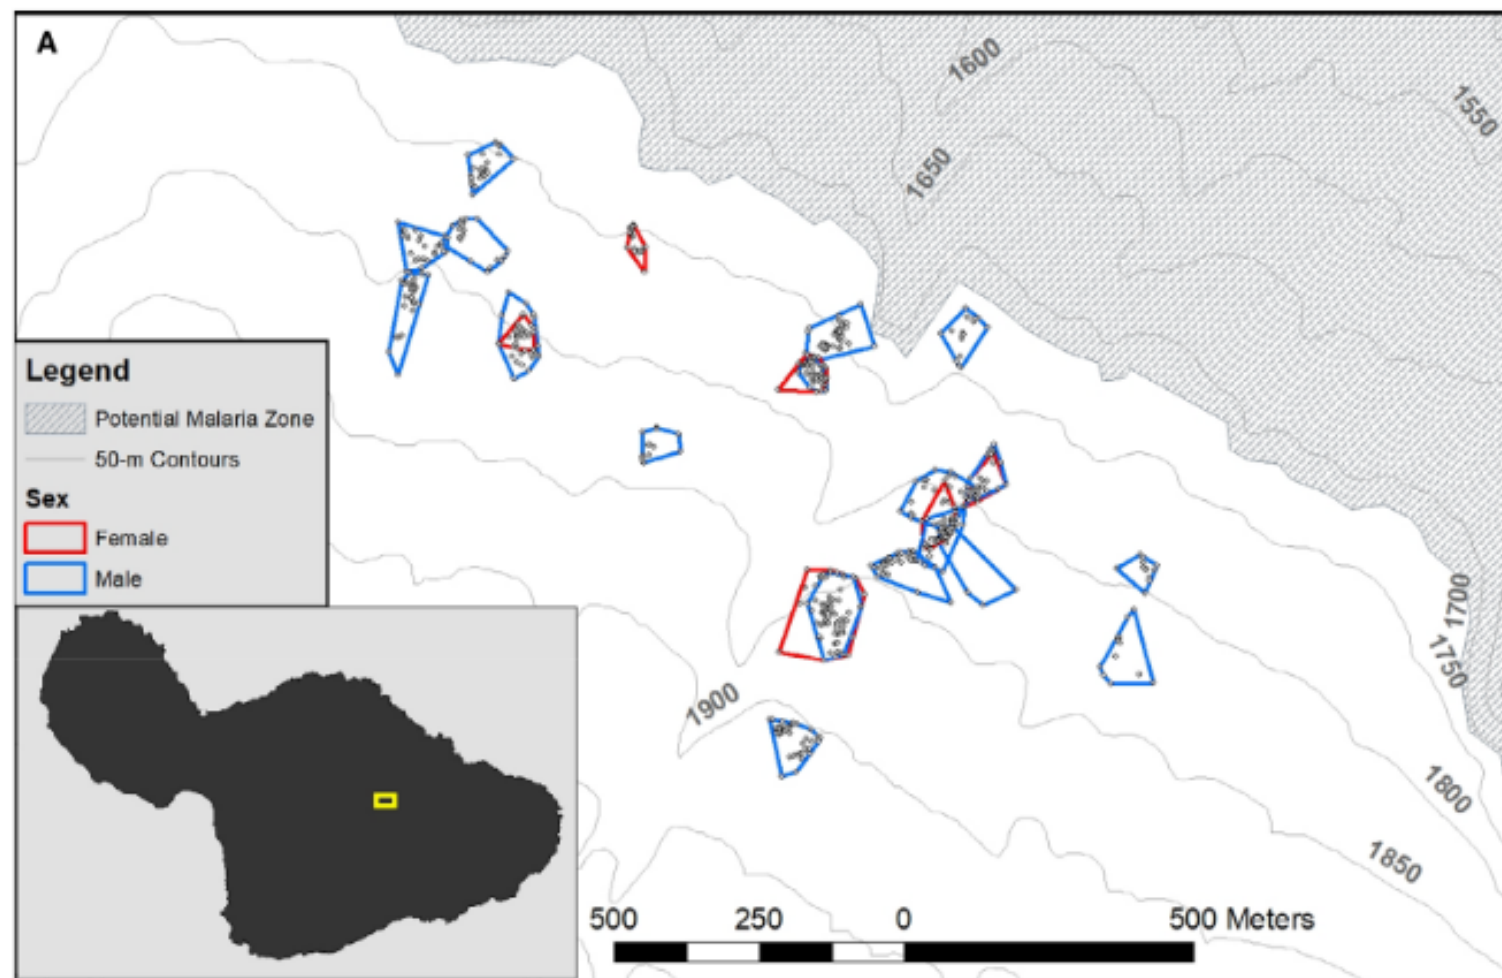 A
1600
1550
1650
Legend
Potential Malaria Zone
50-m Contours
Sex
Female
Male
1700
1750
1900
1800
1850
500 250 0 500 Meters